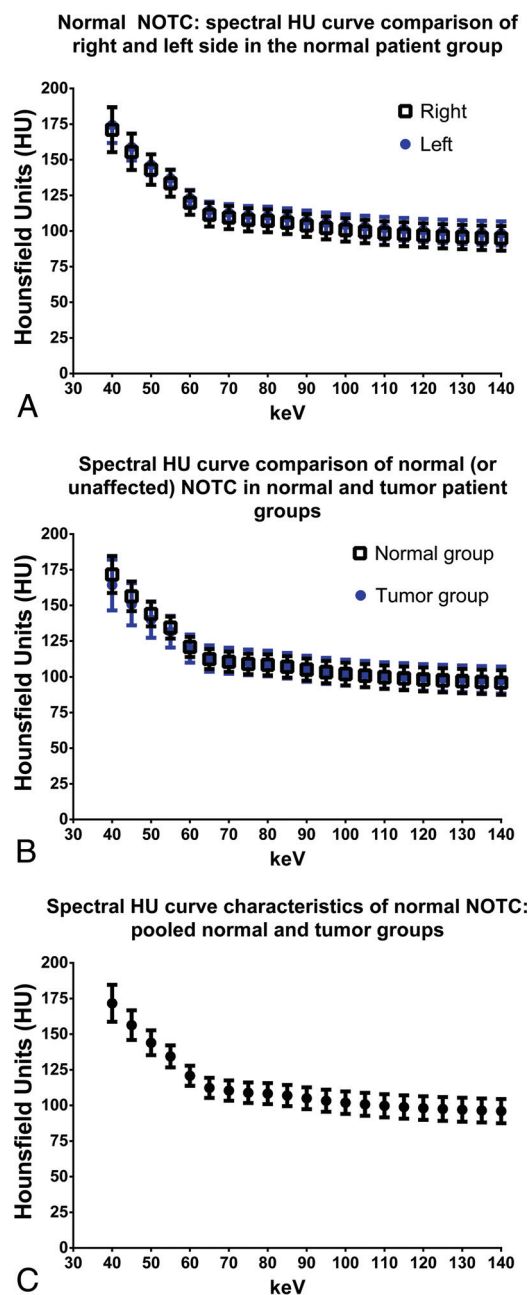 Normal NOTC: spectral HU curve comparison of
right and left side in the normal patient group
200
175
150
125
100
75
50
25
0
Hounsfield Units (HU)
Right
Left
30 40 50 60 70 80 90 100 110 120 130 140
keV
A
Spectral HU curve comparison of normal (or
unaffected) NOTC in normal and tumor patient
groups
200
175
150
125
100
75
50
25
0
Hounsfield Units (HU)
Normal group
Tumor group
30 40 50 60 70 80 90 100 110 120 130 140
keV
B
Spectral HU curve characteristics of normal NOTC:
pooled normal and tumor groups
200
175
150
125
100
75
50
25
0
Hounsfield Units (HU)
30 40 50 60 70 80 90 100 110 120 130 140
keV
C